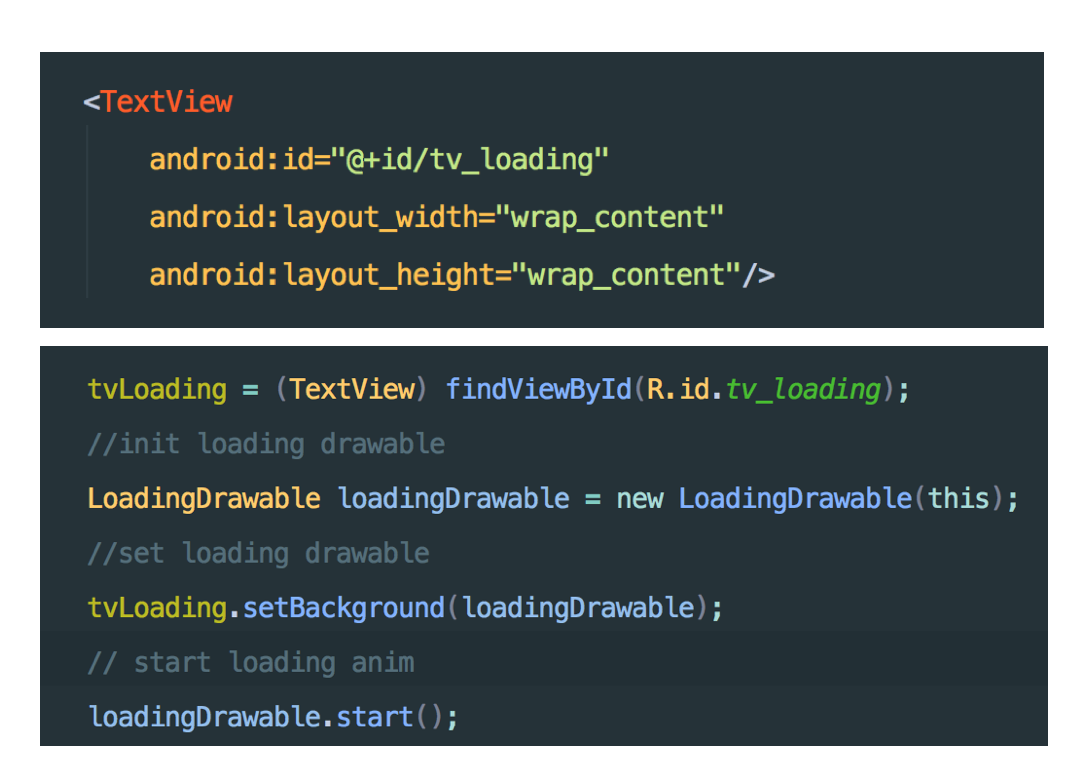 <TextView
android:id="@+id/tv_loading"
android:layout_width="wrap_content"
android:layout_height="wrap_content"/>
tvLoading = (TextView) findViewById(R.id.tv_loading);
//init loading drawable
LoadingDrawable loadingDrawable = new LoadingDrawable(this);
//set loading drawable
tvLoading.setBackground(loadingDrawable);
// start loading anim
loadingDrawable.start();